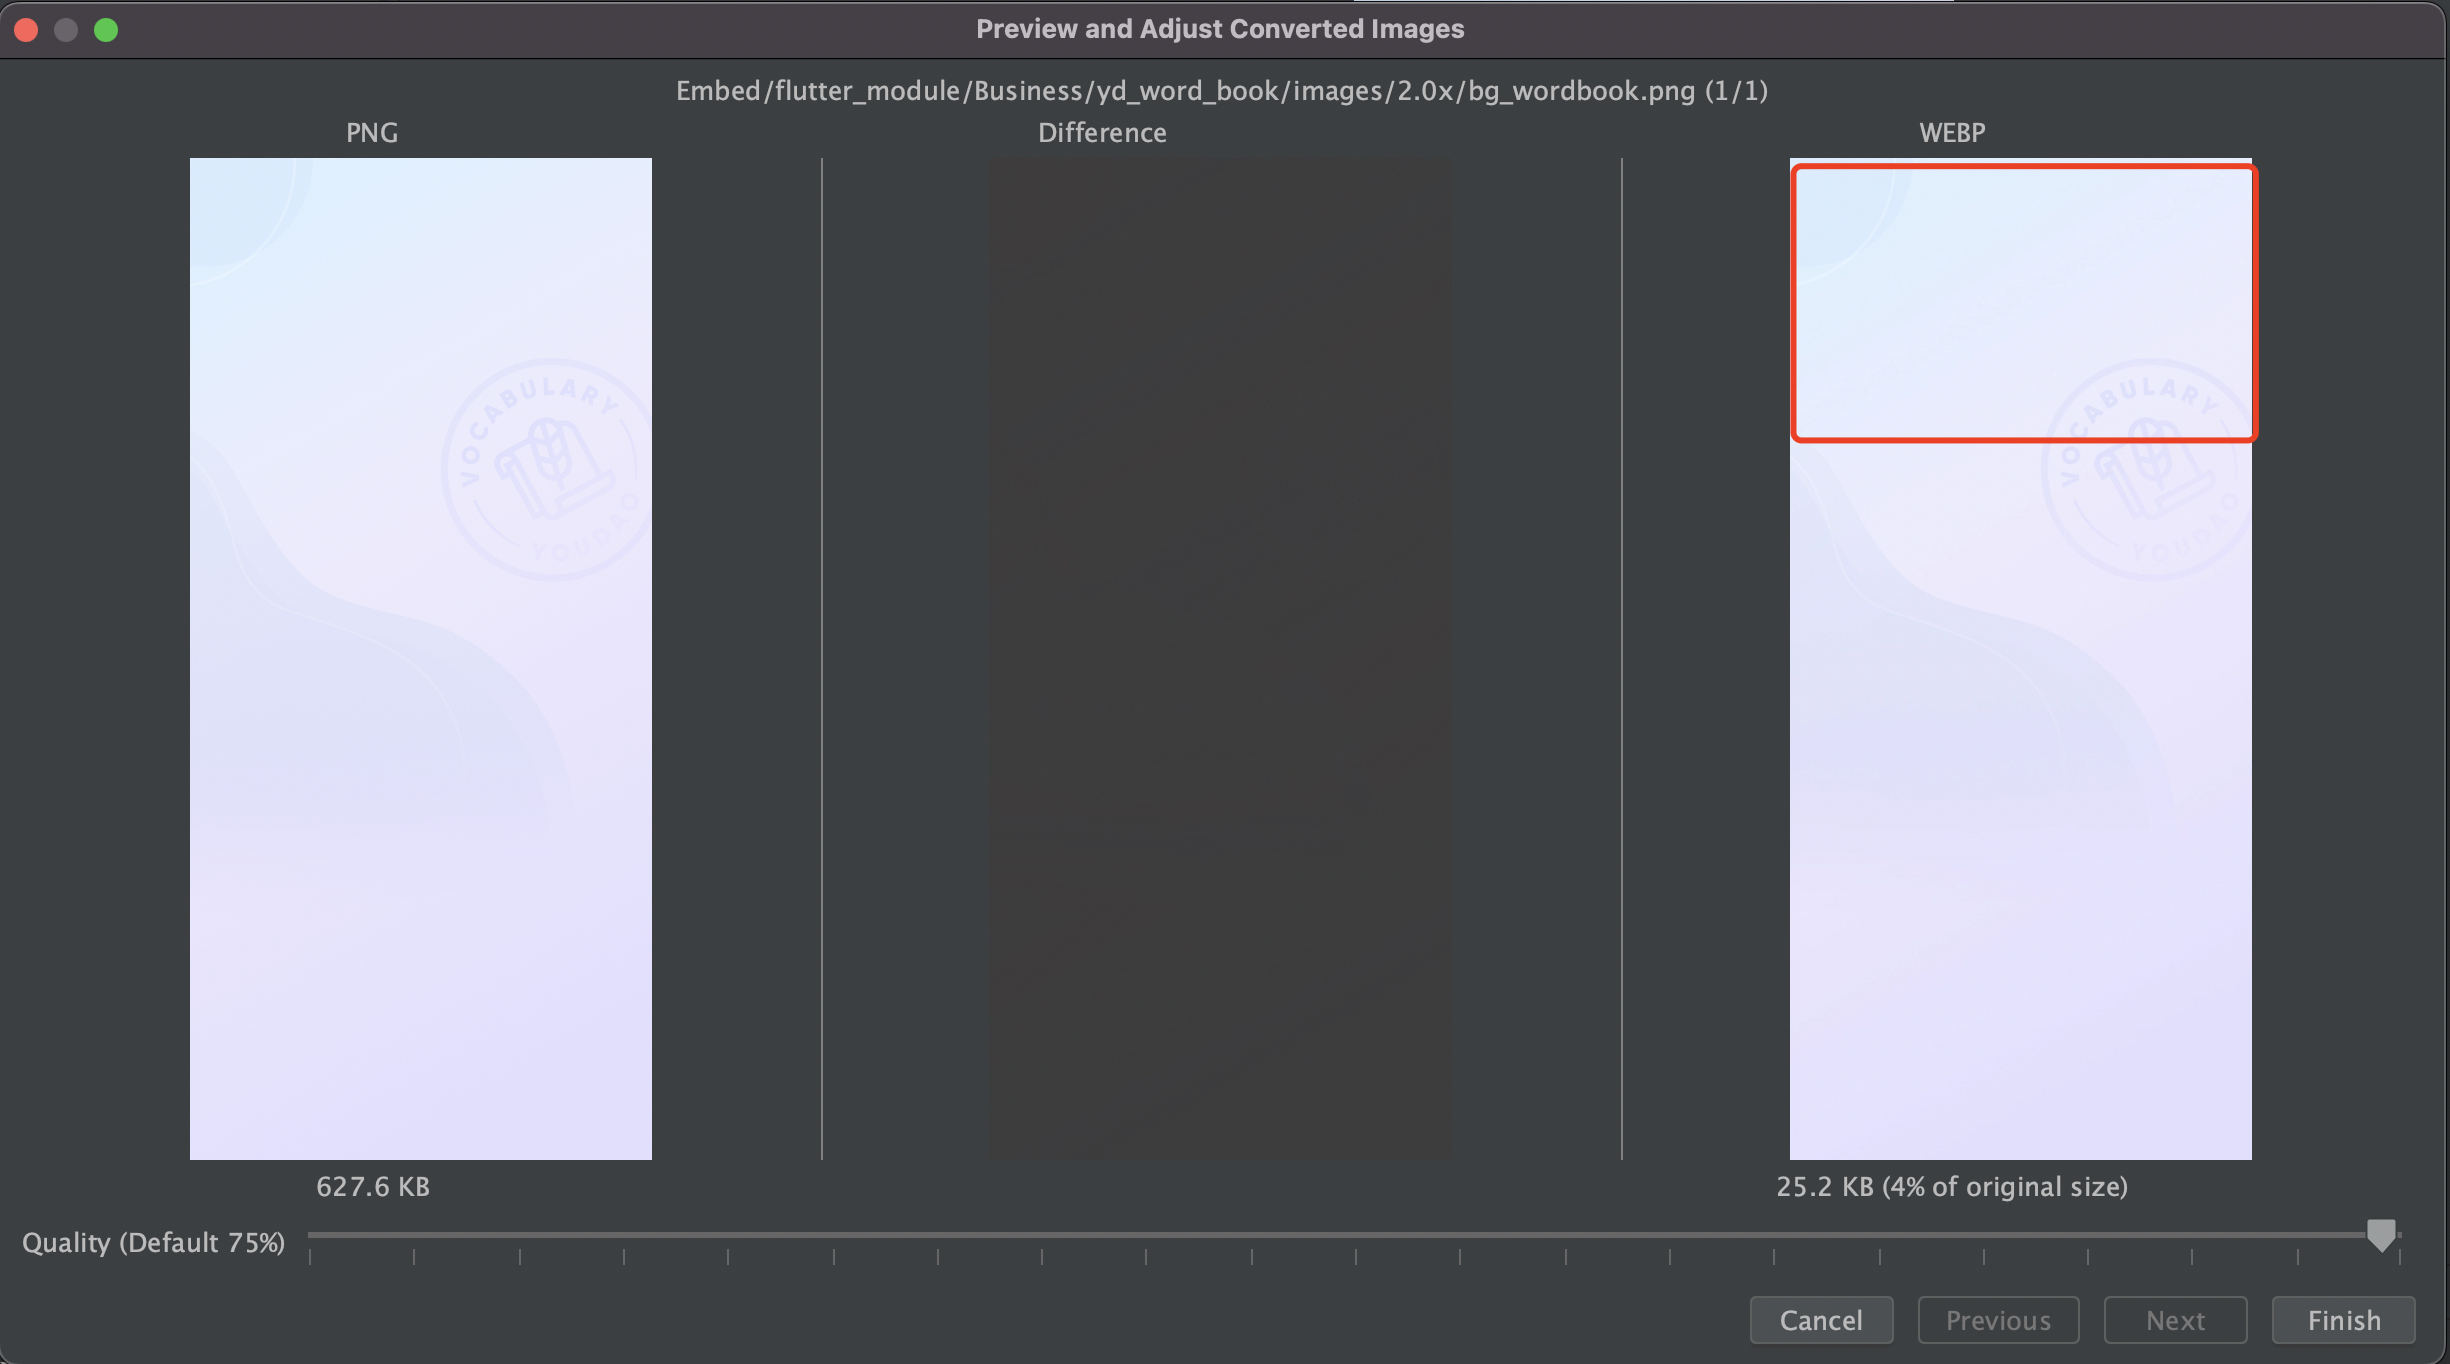 Preview and Adjust Converted Images
Embed/flutter_module/Business/yd_word_book/images/2.0x/bg_wordbook.png (1/1)
PNG
Difference
WEBP
VOCABULARY
YOUDAO
VOCABULARY
YOUDAO
627.6 KB
25.2 KB (4% of original size)
Quality (Default 75%)
Cancel
Previous
Next
Finish